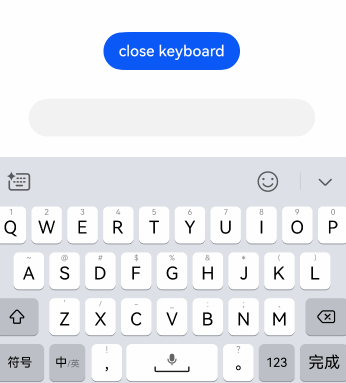 close keyboard
1 2 3 4 5 6 7 8 9 0
Q W E R T Y U I O P
~ @ # $ % & * ( )
A S D F G H J K L
' / - _ : ; ,
Z X C V B N M
! ?
符号 中/英 , 。 123 完成